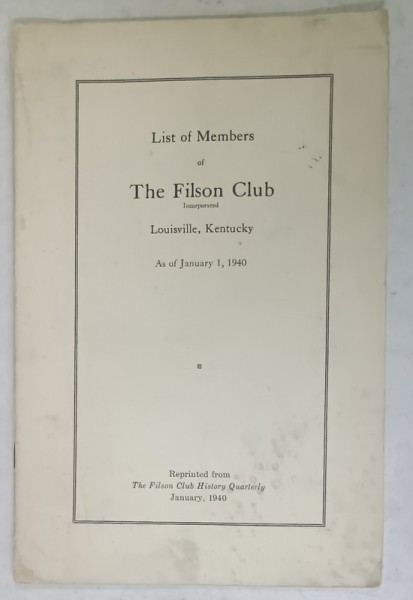 List of Members
of
The Filson Club
Incorporated
Louisville, Kentucky
As of January 1, 1940
Reprinted from
The Filson Club History Quarterly
January, 1940